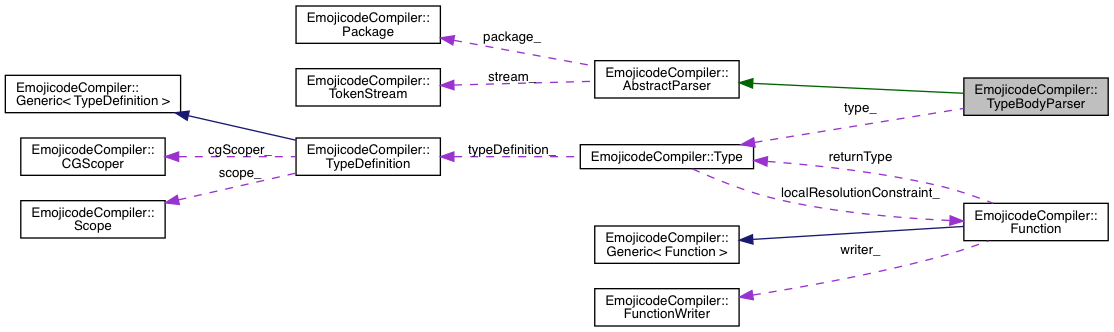 EmojicodeCompiler::
Package
package_
EmojicodeCompiler::
TokenStream
stream_
EmojicodeCompiler::
AbstractParser
EmojicodeCompiler::
TypeBodyParser
type_
EmojicodeCompiler::
Generic< TypeDefinition >
EmojicodeCompiler::
CGScoper
cgScoper_
EmojicodeCompiler::
Scope
scope_
EmojicodeCompiler::
TypeDefinition
typeDefinition_
EmojicodeCompiler::Type
returnType
localResolutionConstraint_
EmojicodeCompiler::
Function
EmojicodeCompiler::
Generic< Function >
writer_
EmojicodeCompiler::
FunctionWriter